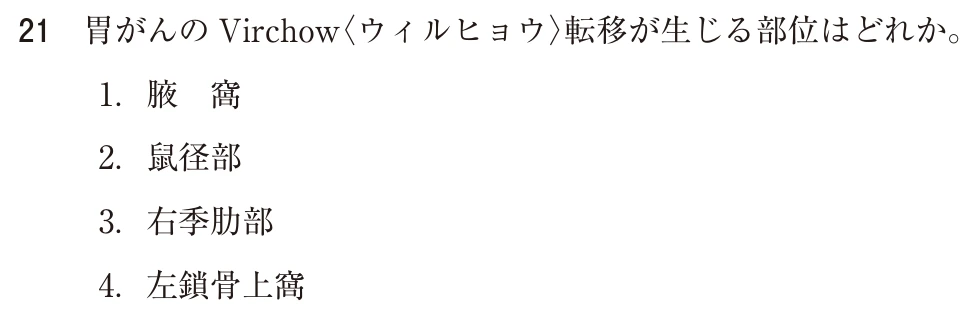 21 胃がんの Virchow〈ウィルヒョウ〉転移が生じる部位はどれか。
1. 腋 窩
2. 鼠径部
3. 右季肋部
4. 左鎖骨上窩